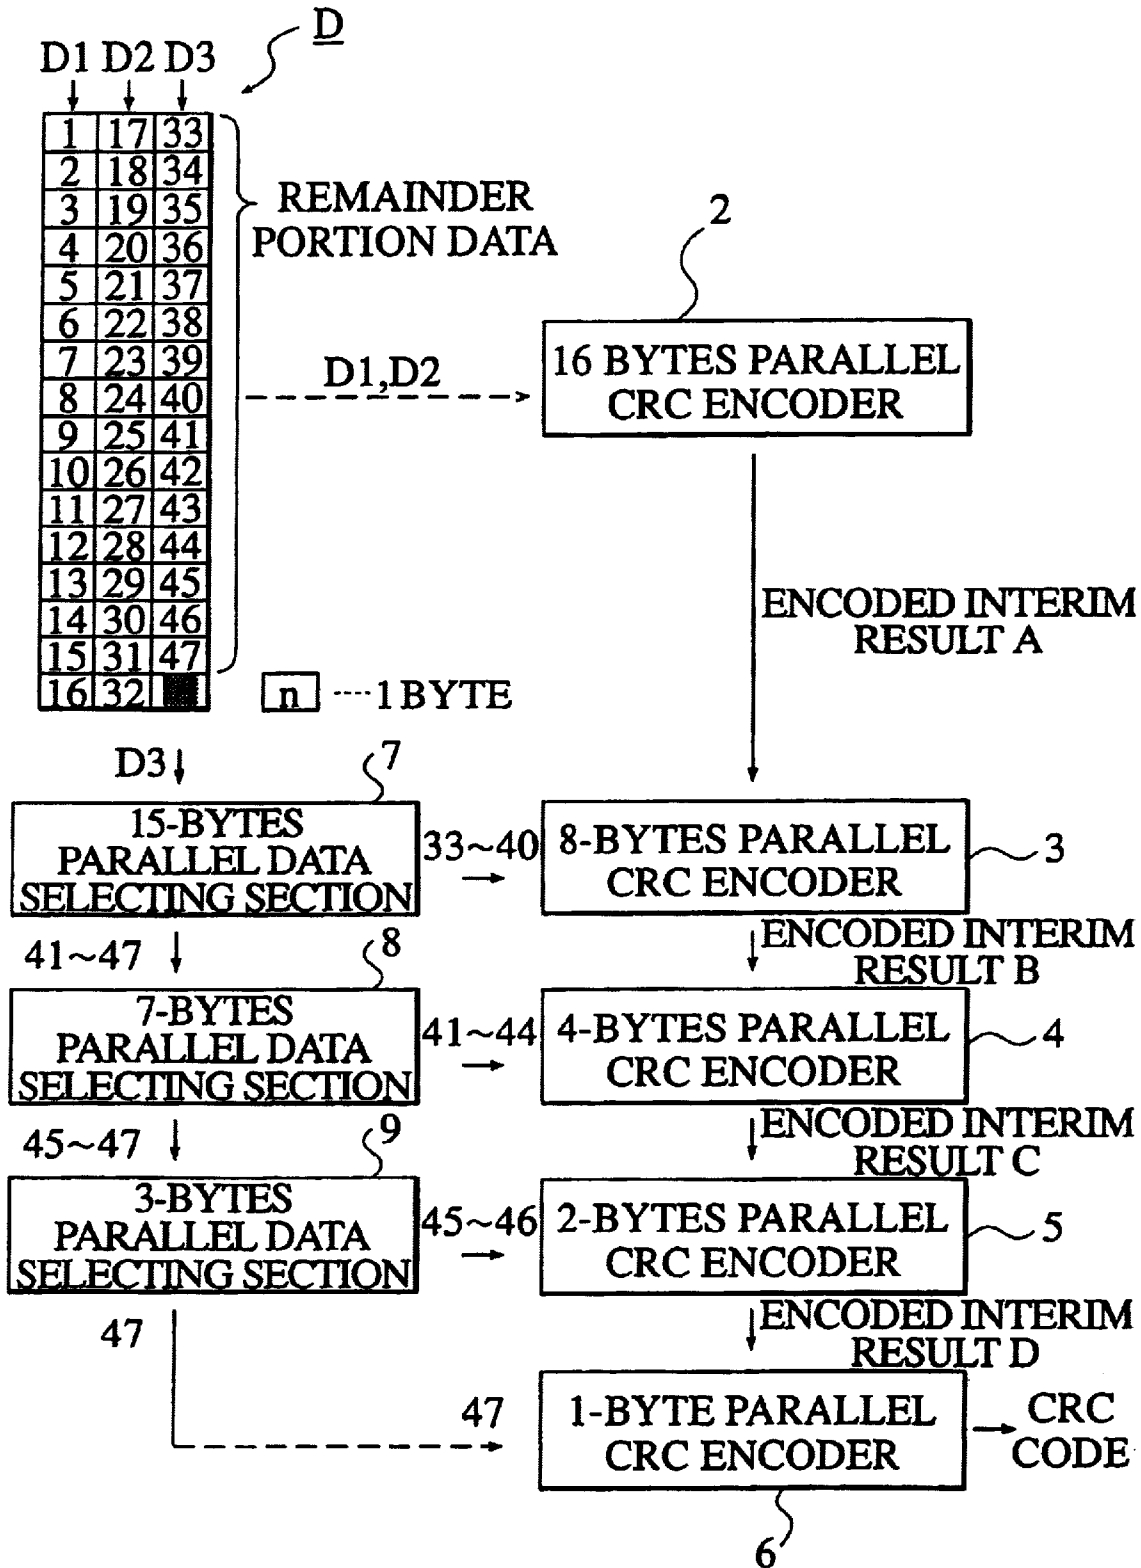 D
D1 D2 D3
1 17 33
2 18 34
3 19 35
4 20 36
5 21 37
6 22 38
7 23 39
8 24 40
9 25 41
10 26 42
11 27 43
12 28 44
13 29 45
14 30 46
15 31 47
16 32
REMAINDER
PORTION DATA
n ---- 1 BYTE
D1,D2
2
16 BYTES PARALLEL
CRC ENCODER
ENCODED INTERIM
RESULT A
D3
7
15-BYTES
PARALLEL DATA
SELECTING SECTION
33~40
8-BYTES PARALLEL
CRC ENCODER
3
41~47
ENCODED INTERIM
RESULT B
8
7-BYTES
PARALLEL DATA
SELECTING SECTION
41~44
4-BYTES PARALLEL
CRC ENCODER
4
45~47
ENCODED INTERIM
RESULT C
9
3-BYTES
PARALLEL DATA
SELECTING SECTION
45~46
2-BYTES PARALLEL
CRC ENCODER
5
47
ENCODED INTERIM
RESULT D
47
1-BYTE PARALLEL
CRC ENCODER
CRC
CODE
6